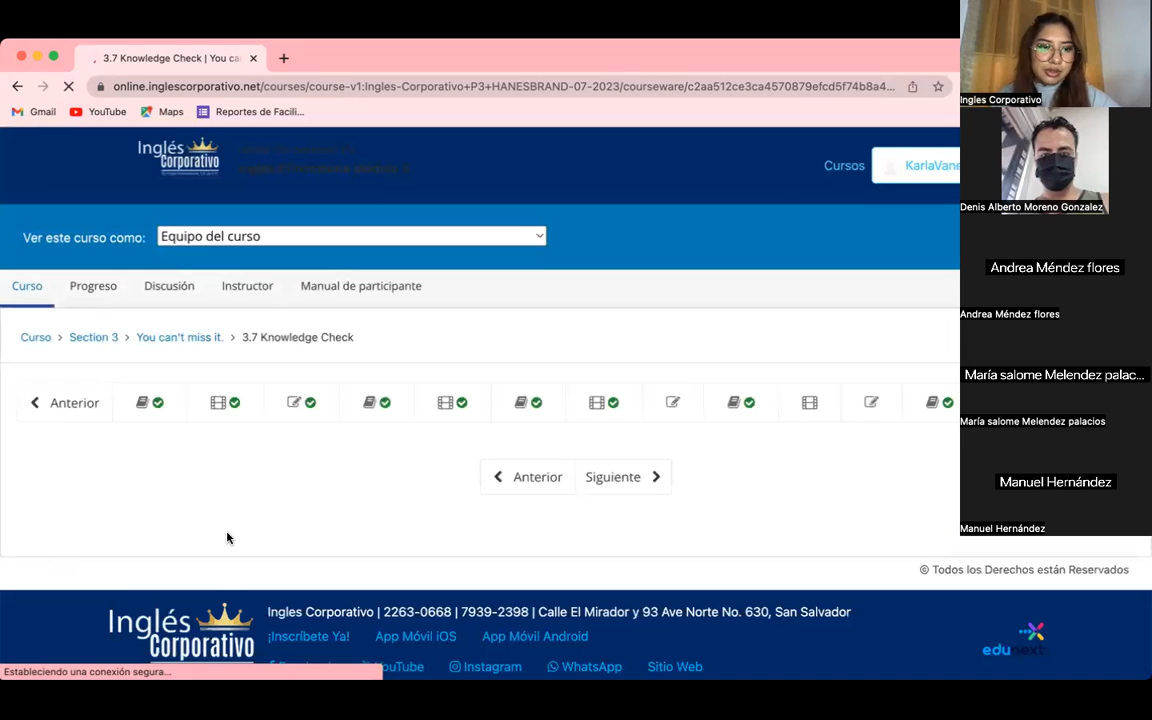 3.7 Knowledge Check | You ca
online.inglescorporativo.net/courses/course-v1:Ingles-Corporativo+P3+HANESBRAND-07-2023/courseware/c2aa512ce3ca4570879efcd5f74b8a4...
Gmail YouTube Maps Reportes de Facili...
Inglés
Corporativo
Cursos KarlaVane
Ver este curso como: Equipo del curso
Curso Progreso Discusión Instructor Manual de participante
Curso > Section 3 > You can't miss it. > 3.7 Knowledge Check
Anterior
Anterior Siguiente
© Todos los Derechos están Reservados
Inglés
Corporativo
Ingles Corporativo | 2263-0668 | 7939-2398 | Calle El Mirador y 93 Ave Norte No. 630, San Salvador
¡Inscríbete Ya! App Móvil iOS App Móvil Android
YouTube Instagram WhatsApp Sitio Web
edunext
Estableciendo una conexión segura...
Ingles Corporativo
Denis Alberto Moreno Gonzalez
Andrea Méndez flores
Andrea Méndez flores
María salome Melendez palac...
María salome Melendez palacios
Manuel Hernández
Manuel Hernández